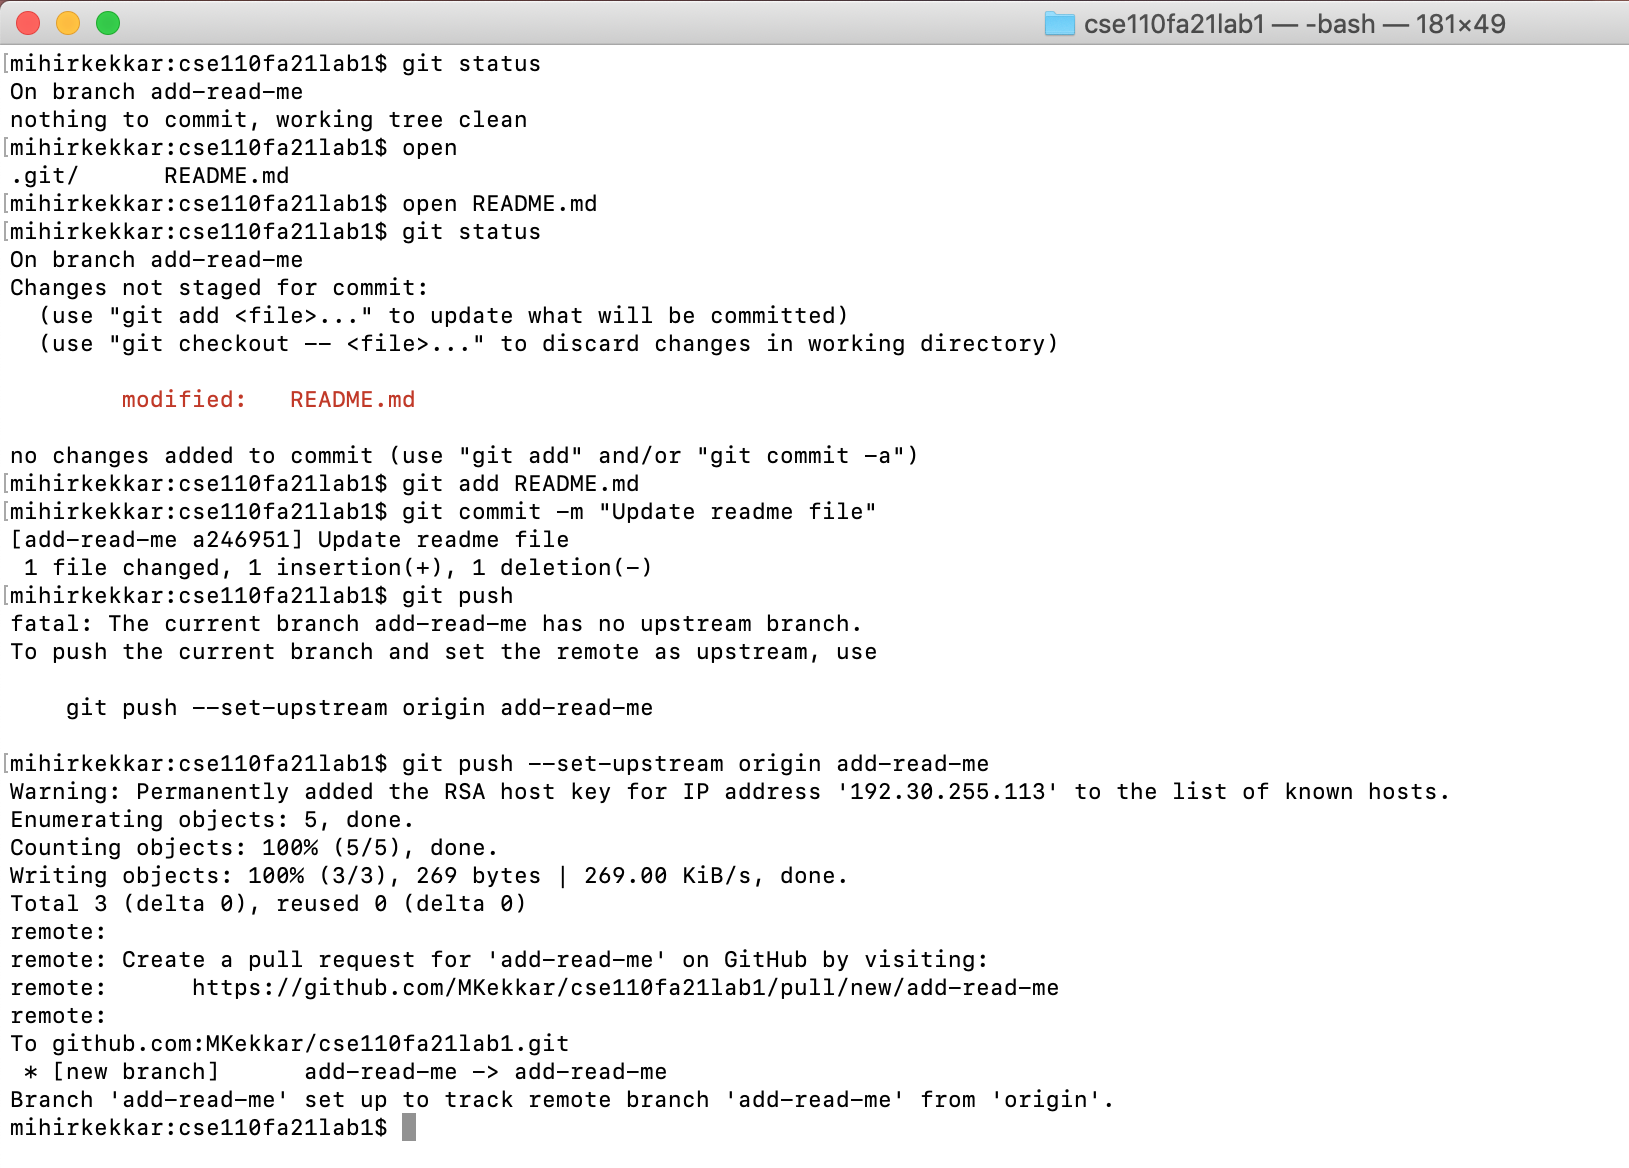 cse110fa21lab1 — -bash — 181×49
mihirkekkar:cse110fa21lab1$ git status
On branch add-read-me
nothing to commit, working tree clean
mihirkekkar:cse110fa21lab1$ open
.git/      README.md
mihirkekkar:cse110fa21lab1$ open README.md
mihirkekkar:cse110fa21lab1$ git status
On branch add-read-me
Changes not staged for commit:
  (use "git add <file>..." to update what will be committed)
  (use "git checkout -- <file>..." to discard changes in working directory)
        modified:   README.md
no changes added to commit (use "git add" and/or "git commit -a")
mihirkekkar:cse110fa21lab1$ git add README.md
mihirkekkar:cse110fa21lab1$ git commit -m "Update readme file"
[add-read-me a246951] Update readme file
 1 file changed, 1 insertion(+), 1 deletion(-)
mihirkekkar:cse110fa21lab1$ git push
fatal: The current branch add-read-me has no upstream branch.
To push the current branch and set the remote as upstream, use
    git push --set-upstream origin add-read-me
mihirkekkar:cse110fa21lab1$ git push --set-upstream origin add-read-me
Warning: Permanently added the RSA host key for IP address '192.30.255.113' to the list of known hosts.
Enumerating objects: 5, done.
Counting objects: 100% (5/5), done.
Writing objects: 100% (3/3), 269 bytes | 269.00 KiB/s, done.
Total 3 (delta 0), reused 0 (delta 0)
remote:
remote: Create a pull request for 'add-read-me' on GitHub by visiting:
remote:      https://github.com/MKekkar/cse110fa21lab1/pull/new/add-read-me
remote:
To github.com:MKekkar/cse110fa21lab1.git
 * [new branch]      add-read-me -> add-read-me
Branch 'add-read-me' set up to track remote branch 'add-read-me' from 'origin'.
mihirkekkar:cse110fa21lab1$